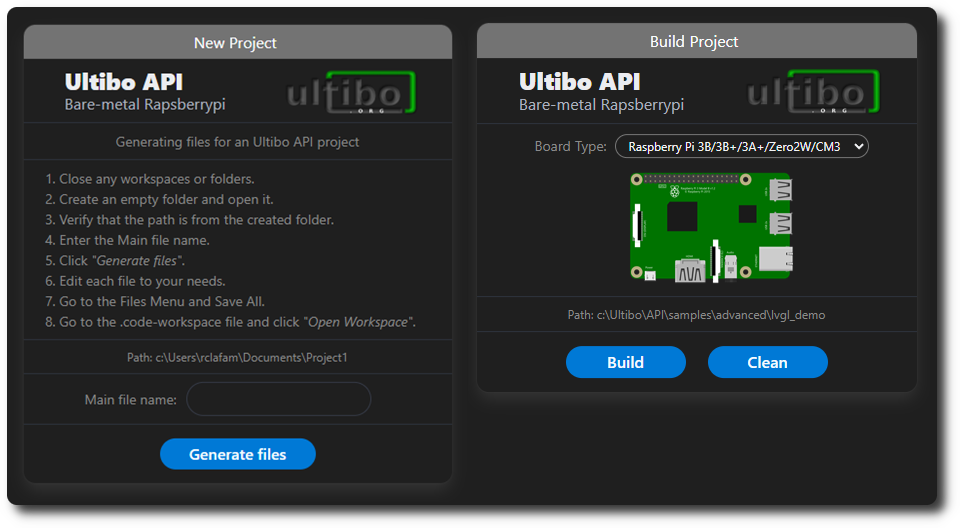 New Project
Ultibo API
Bare-metal Rapsberrypi
ultibo
.ORG
Generating files for an Ultibo API project
1. Close any workspaces or folders.
2. Create an empty folder and open it.
3. Verify that the path is from the created folder.
4. Enter the Main file name.
5. Click "Generate files".
6. Edit each file to your needs.
7. Go to the Files Menu and Save All.
8. Go to the .code-workspace file and click "Open Workspace".
Path: c:\Users\rclafam\Documents\Project1
Main file name:
Generate files
Build Project
Ultibo API
Bare-metal Rapsberrypi
ultibo
.ORG
Board Type: Raspberry Pi 3B/3B+/3A+/Zero2W/CM3
Path: c:\Ultibo\API\samples\advanced\lvgl_demo
Build Clean